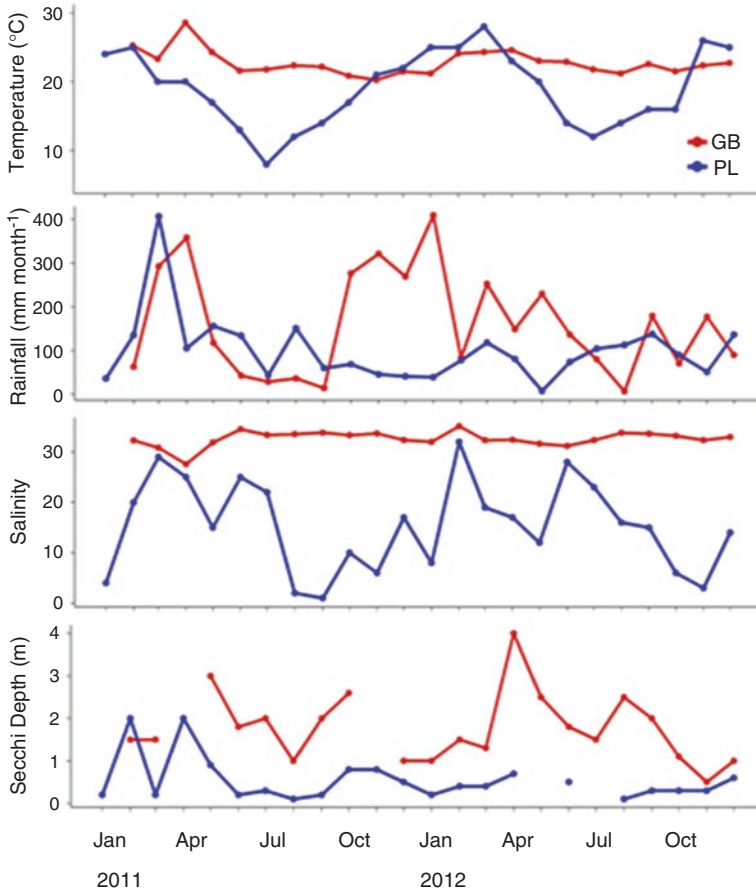 Temperature (°C)
30
20
10
GB
PL
Rainfall (mm month⁻¹)
400
300
200
100
0
Salinity
30
20
10
0
Secchi Depth (m)
4
3
2
1
0
Jan Apr Jul Oct Jan Apr Jul Oct
2011 2012